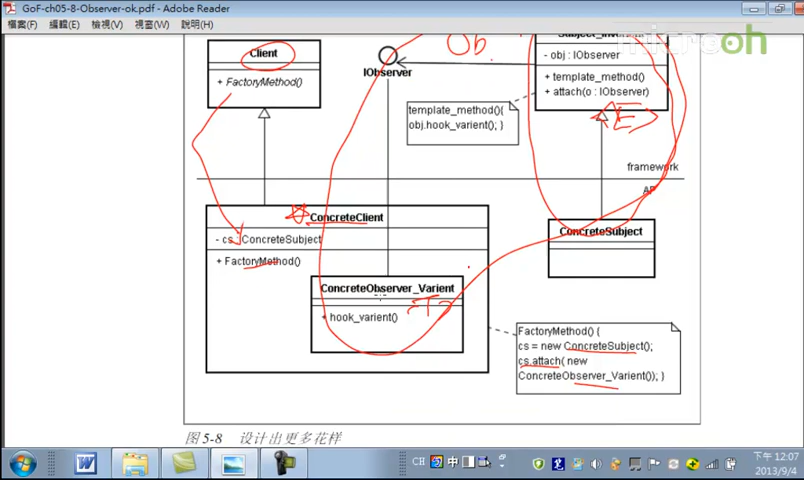 GoF-ch05-8-Observer-ok.pdf - Adobe Reader
檔案(F) 編輯(E) 檢視(V) 視窗(W) 說明(H)
microoh
Client
+ FactoryMethod()
Ob.
IObserver
- obj : IObserver
+ template_method()
+ attach(o : IObserver)
<E>
template_method(){
obj.hook_varient(); }
framework
AP
ConcreteClient
- cs : ConcreteSubject
+ FactoryMethod()
ConcreteSubject
ConcreteObserver_Varient
+ hook_varient()
FactoryMethod() {
cs = new ConcreteSubject();
cs.attach( new
ConcreteObserver_Varient()); }
图 5-8 设计出更多花样
CH 中
下午 12:07
2013/9/4